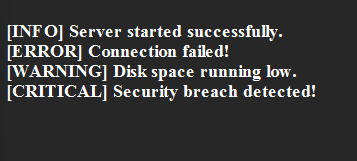 [INFO] Server started successfully.
[ERROR] Connection failed!
[WARNING] Disk space running low.
[CRITICAL] Security breach detected!